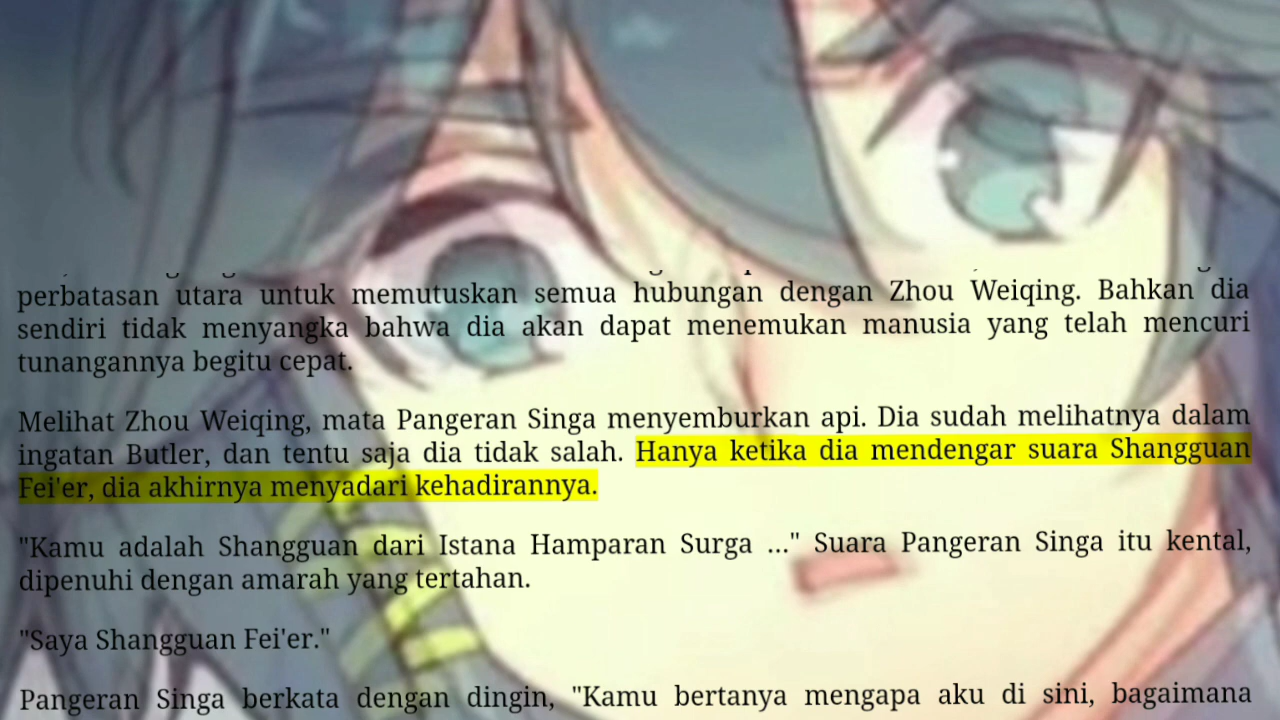 perbatasan utara untuk memutuskan semua hubungan dengan Zhou Weiqing. Bahkan dia
sendiri tidak menyangka bahwa dia akan dapat menemukan manusia yang telah mencuri
tunangannya begitu cepat.
Melihat Zhou Weiqing, mata Pangeran Singa menyemburkan api. Dia sudah melihatnya dalam
ingatan Butler, dan tentu saja dia tidak salah. Hanya ketika dia mendengar suara Shangguan
Fei'er, dia akhirnya menyadari kehadirannya.
"Kamu adalah Shangguan dari Istana Hamparan Surga ..." Suara Pangeran Singa itu kental,
dipenuhi dengan amarah yang tertahan.
"Saya Shangguan Fei'er."
Pangeran Singa berkata dengan dingin, "Kamu bertanya mengapa aku di sini, bagaimana